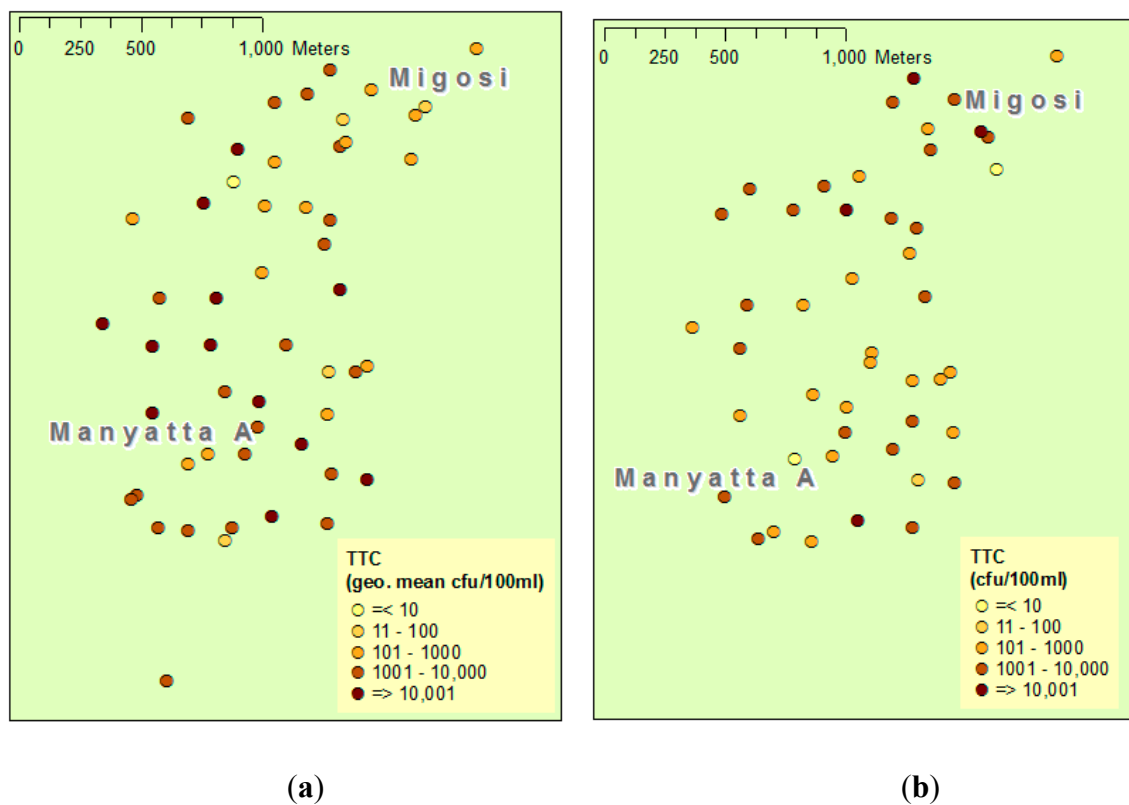 0 250 500 1,000 Meters
Migosi
Manyatta A
TTC
(geo. mean cfu/100ml)
=< 10
11 - 100
101 - 1000
1001 - 10,000
=> 10,001
(a)
0 250 500 1,000 Meters
Migosi
Manyatta A
TTC
(cfu/100ml)
=< 10
11 - 100
101 - 1000
1001 - 10,000
=> 10,001
(b)